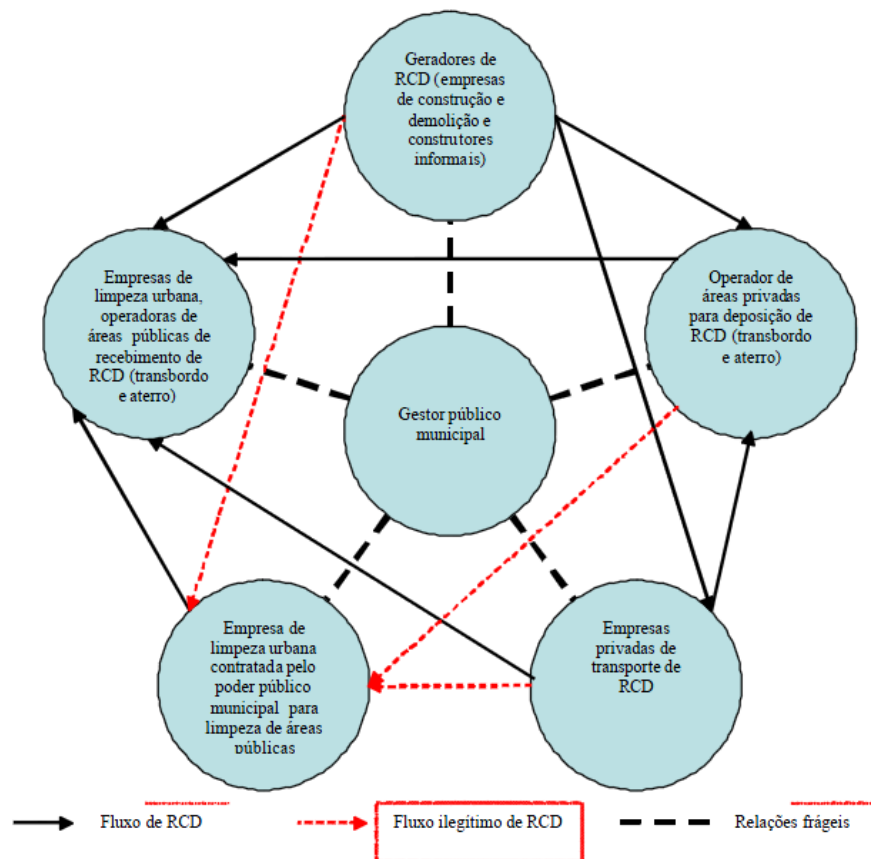 Geradores de
RCD (empresas
de construção e
demolição e
construtores
informais)
Empresas de
limpeza urbana,
operadoras de
áreas públicas de
recebimento de
RCD (transbordo
e aterro)
Operador de
áreas privadas
para deposição de
RCD (transbordo
e aterro)
Gestor público
municipal
Empresa de
limpeza urbana
contratada pelo
poder público
municipal para
limpeza de áreas
públicas
Empresas
privadas de
transporte de
RCD
Fluxo de RCD
Fluxo ilegítimo de RCD
Relações frágeis